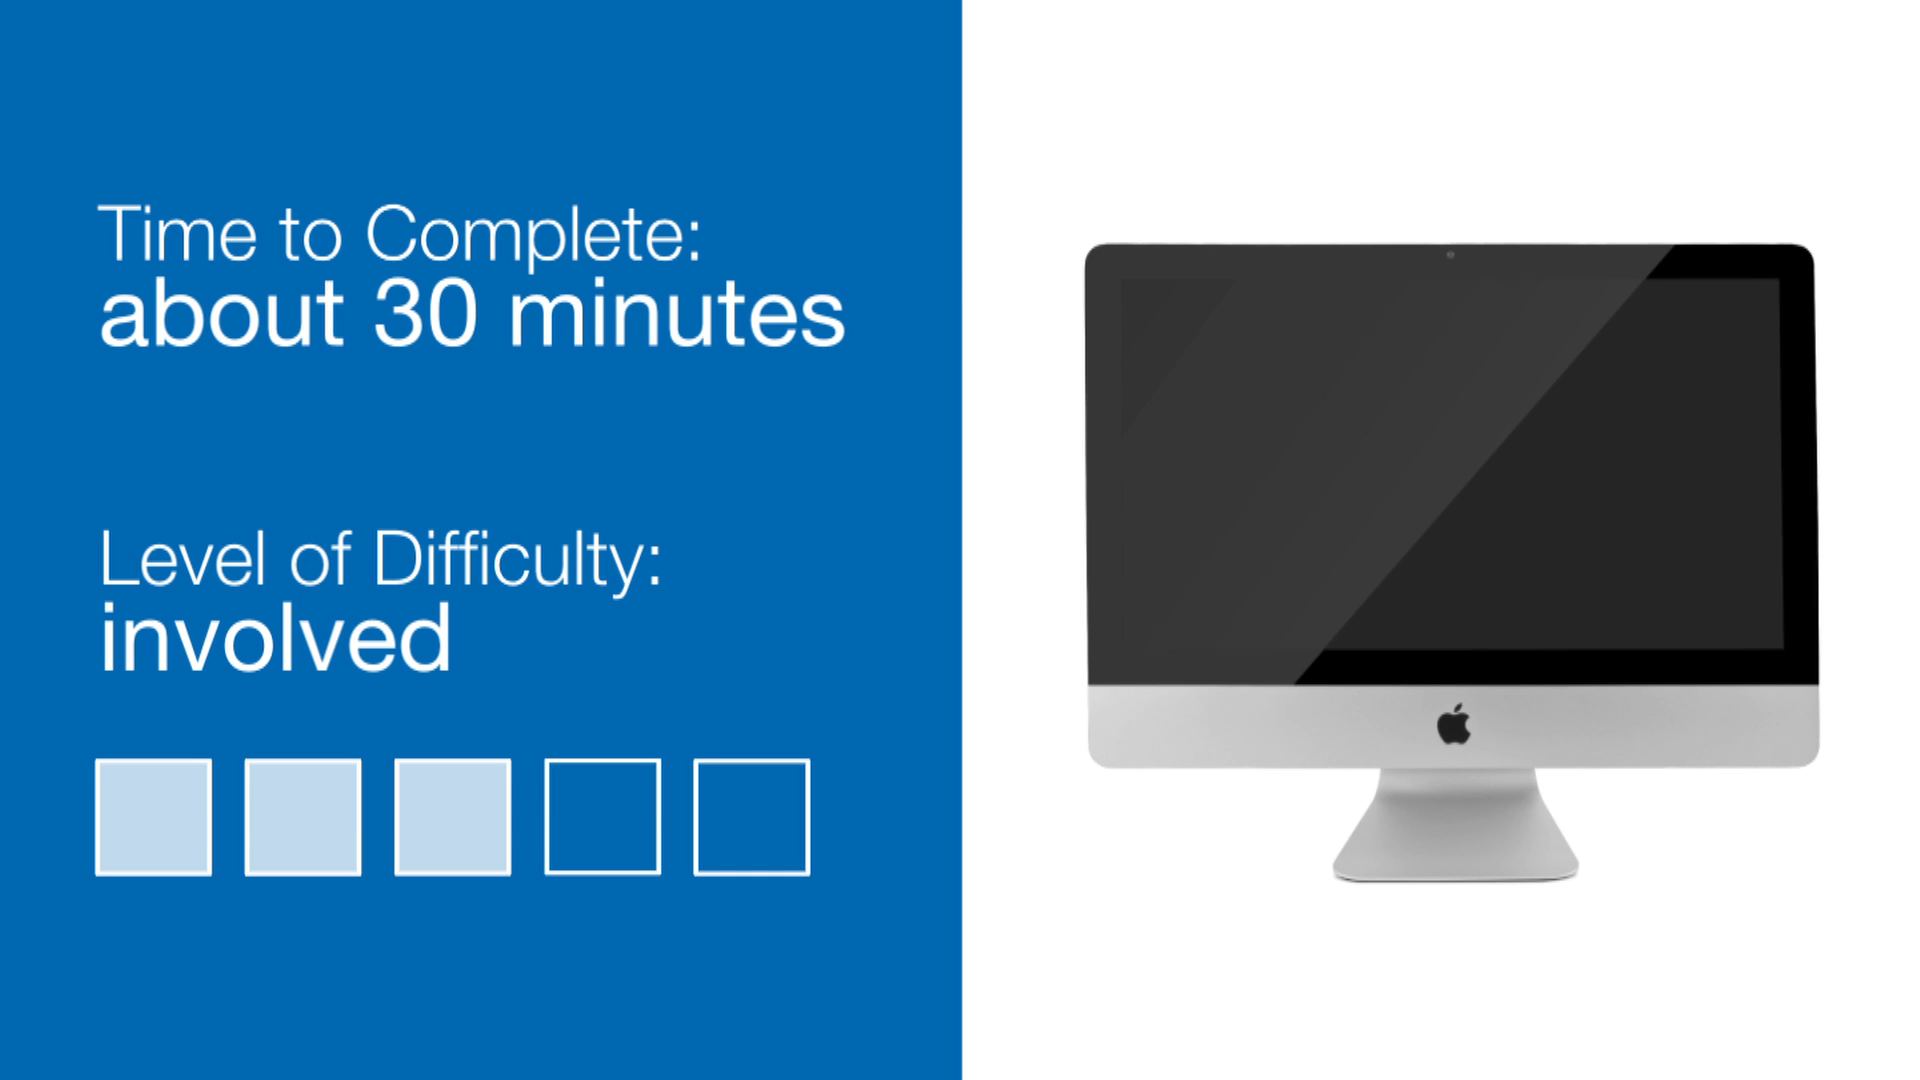 Time to Complete:
about 30 minutes
Level of Difficulty:
involved